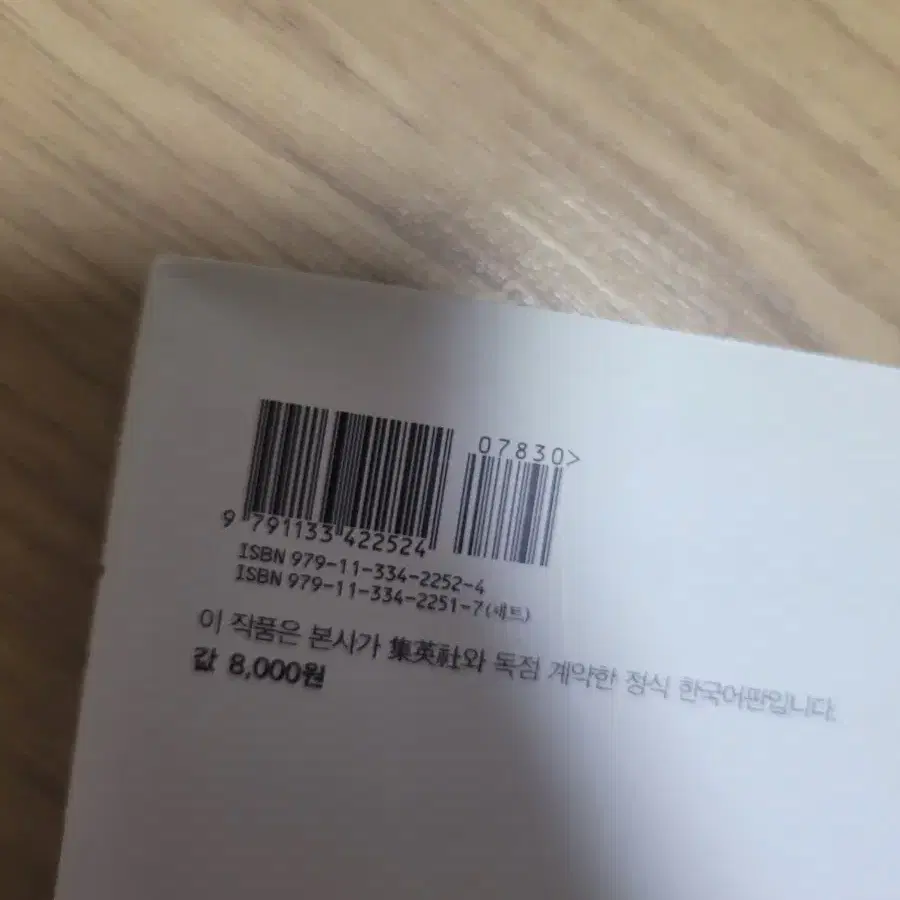 07830>
9 791133 422524
ISBN 979-11-334-2252-4
ISBN 979-11-334-2251-7(세트)
이 작품은 본사가 集英社와 독점 계약한 정식 한국어판입니다.
값 8,000원